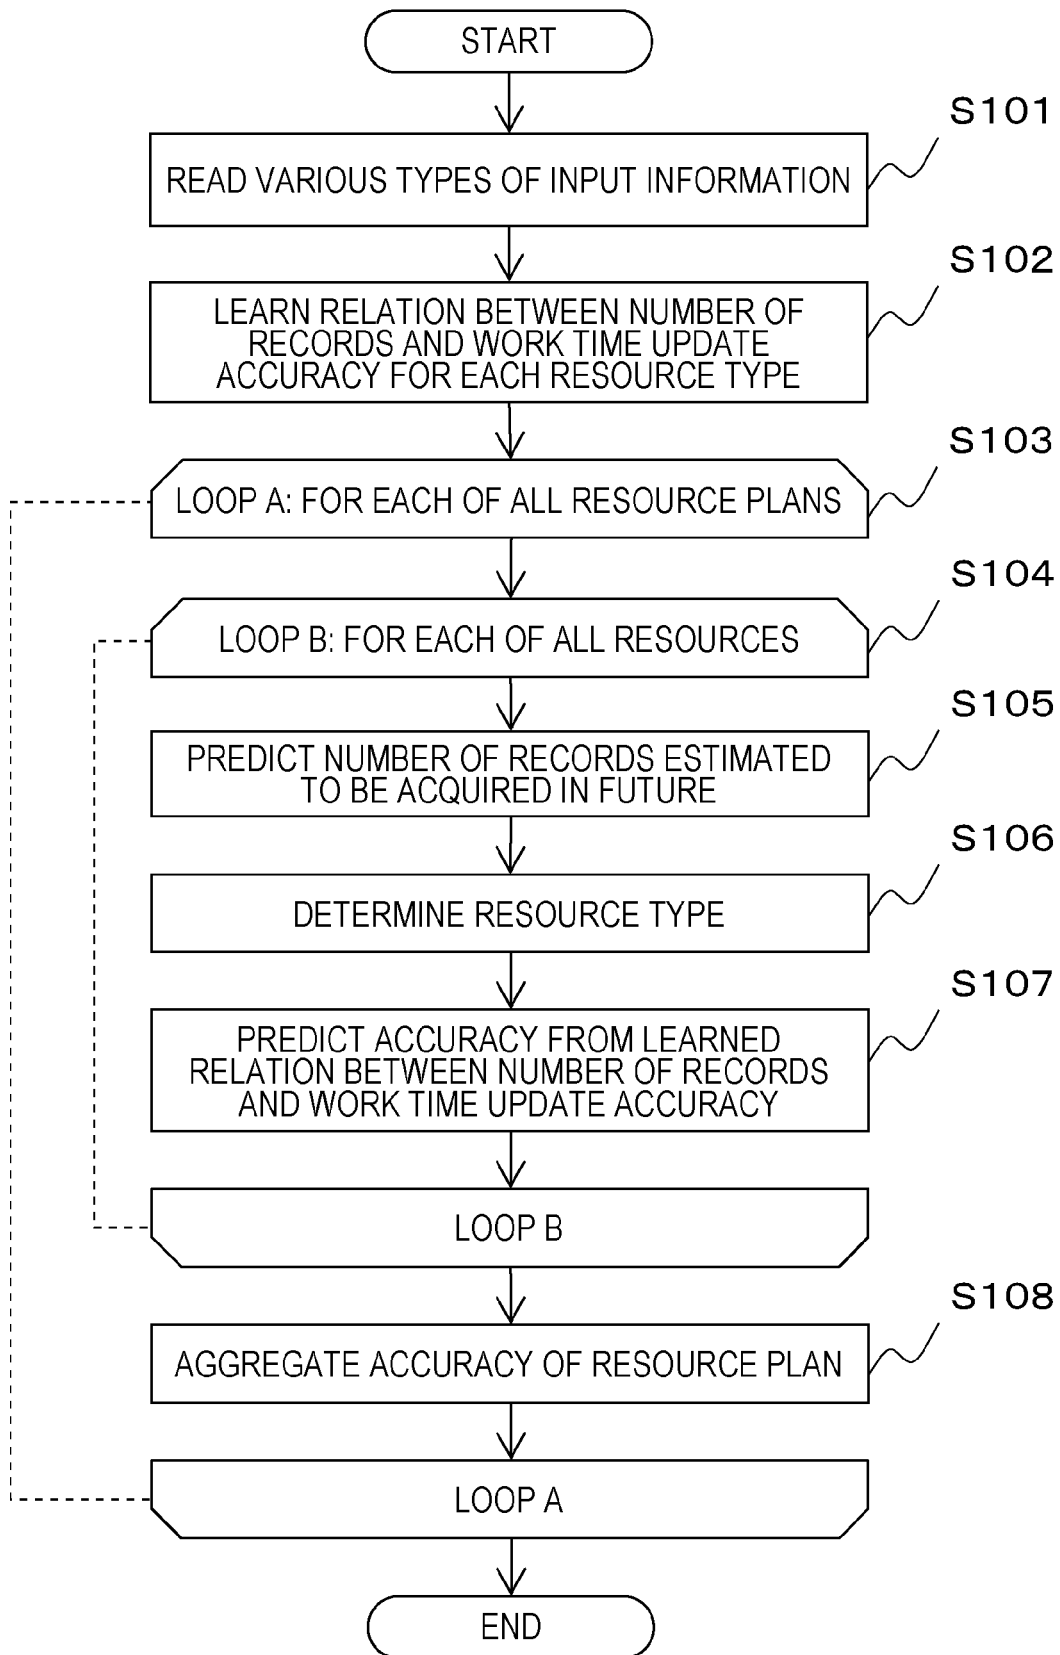 START
S101
READ VARIOUS TYPES OF INPUT INFORMATION
S102
LEARN RELATION BETWEEN NUMBER OF
RECORDS AND WORK TIME UPDATE
ACCURACY FOR EACH RESOURCE TYPE
S103
LOOP A: FOR EACH OF ALL RESOURCE PLANS
S104
LOOP B: FOR EACH OF ALL RESOURCES
S105
PREDICT NUMBER OF RECORDS ESTIMATED
TO BE ACQUIRED IN FUTURE
S106
DETERMINE RESOURCE TYPE
S107
PREDICT ACCURACY FROM LEARNED
RELATION BETWEEN NUMBER OF RECORDS
AND WORK TIME UPDATE ACCURACY
LOOP B
S108
AGGREGATE ACCURACY OF RESOURCE PLAN
LOOP A
END